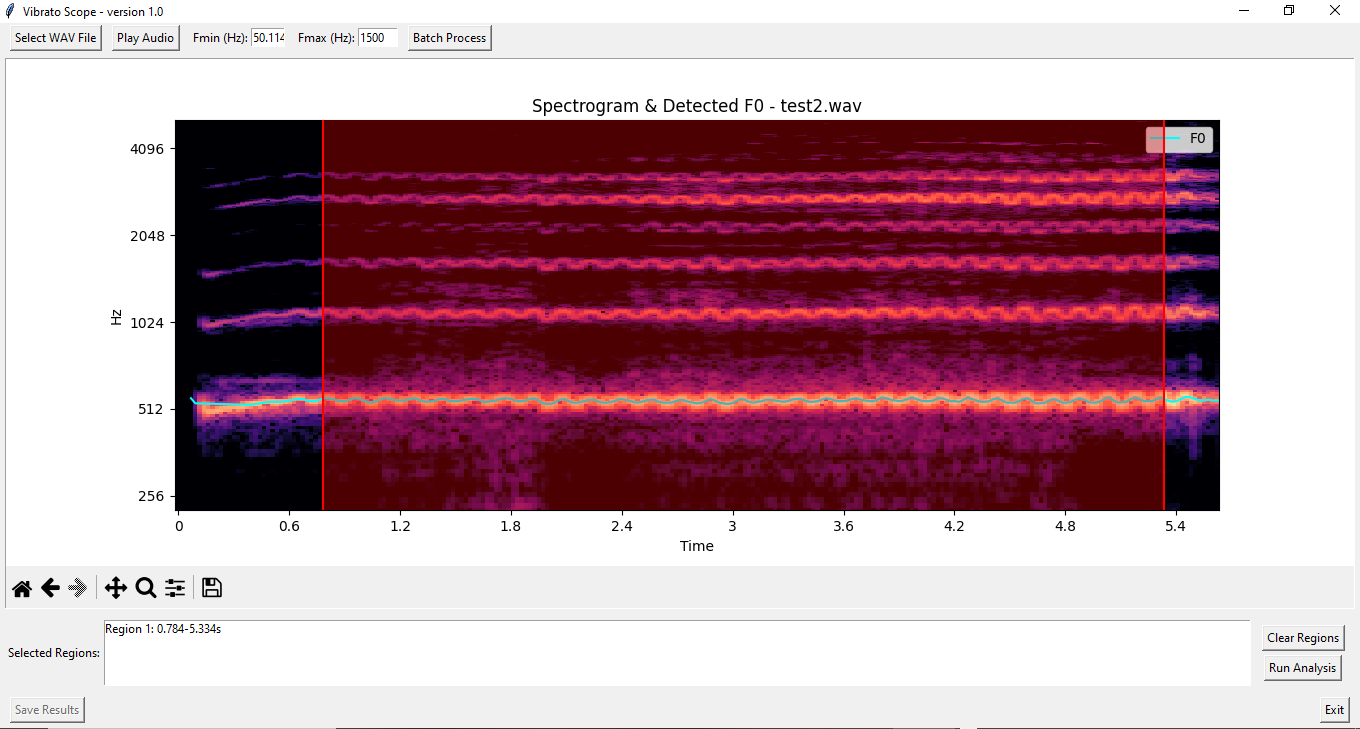 Vibrato Scope - version 1.0
Select WAV File Play Audio Fmin (Hz): 50.114 Fmax (Hz): 1500 Batch Process
Spectrogram & Detected F0 - test2.wav
F0
4096
2048
1024
512
256
Hz
0 0.6 1.2 1.8 2.4 3 3.6 4.2 4.8 5.4
Time
Region 1: 0.784-5.334s
Selected Regions:
Clear Regions
Run Analysis
Save Results Exit